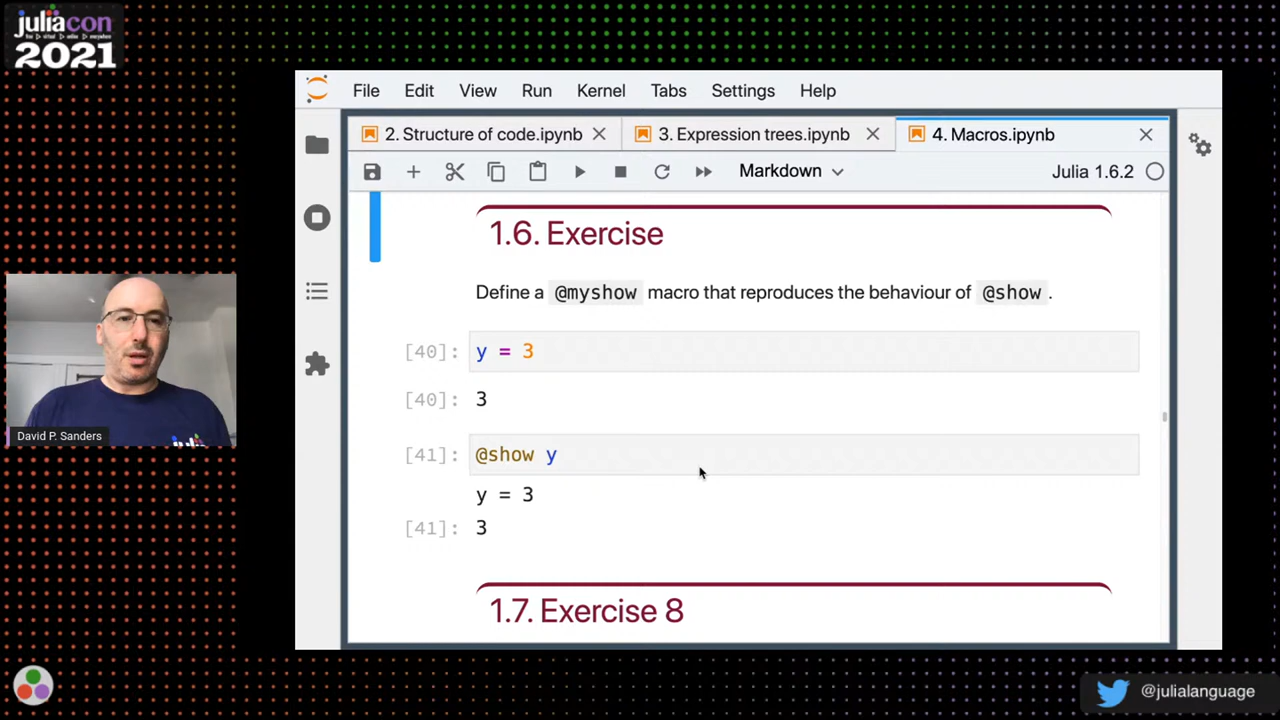 juliacon
2021
File Edit View Run Kernel Tabs Settings Help
2. Structure of code.ipynb
3. Expression trees.ipynb
4. Macros.ipynb
Markdown
Julia 1.6.2
1.6. Exercise
Define a @myshow macro that reproduces the behaviour of @show .
[40]: y = 3
[40]: 3
[41]: @show y
y = 3
[41]: 3
1.7. Exercise 8
David P. Sanders
@julialanguage